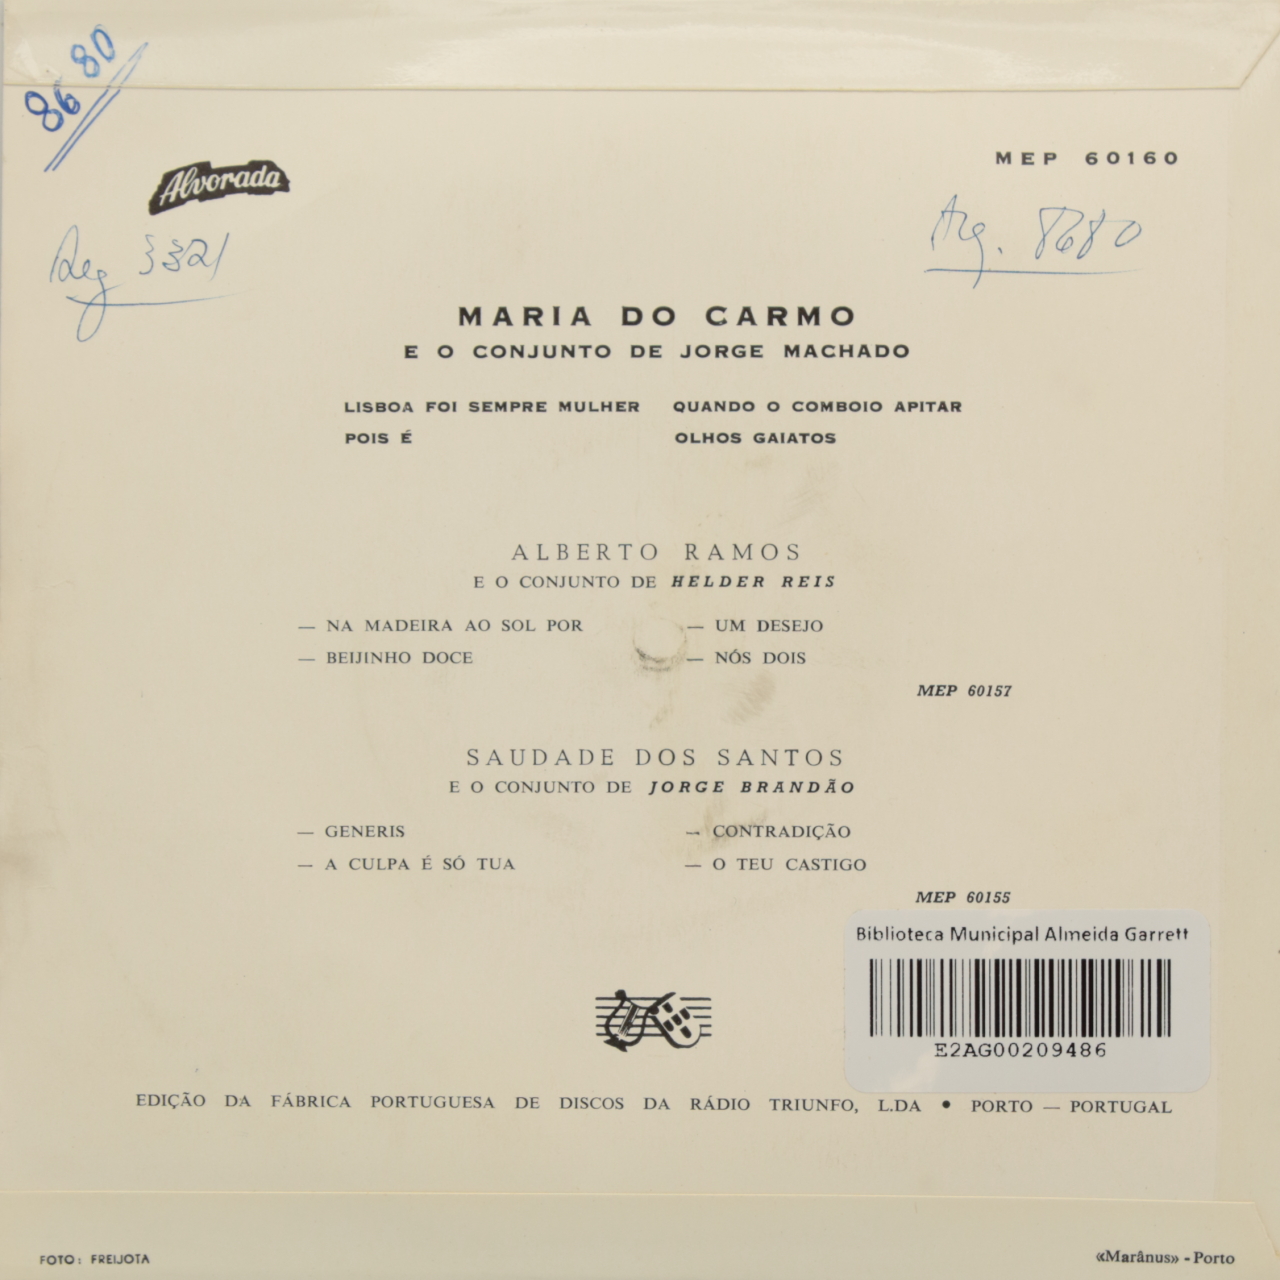 8680
Alvorada
MEP 60160
Reg 3321
Arq. 8680
MARIA DO CARMO
E O CONJUNTO DE JORGE MACHADO
LISBOA FOI SEMPRE MULHER QUANDO O COMBOIO APITAR
POIS É OLHOS GAIATOS
ALBERTO RAMOS
E O CONJUNTO DE HELDER REIS
— NA MADEIRA AO SOL POR — UM DESEJO
— BEIJINHO DOCE — NÓS DOIS
MEP 60157
SAUDADE DOS SANTOS
E O CONJUNTO DE JORGE BRANDÃO
— GENERIS — CONTRADIÇÃO
— A CULPA É SÓ TUA — O TEU CASTIGO
MEP 60155
Biblioteca Municipal Almeida Garrett
E2AG00209486
EDIÇÃO DA FÁBRICA PORTUGUESA DE DISCOS DA RÁDIO TRIUNFO, L.DA • PORTO — PORTUGAL
FOTO: FREIJOTA
«Marânus» - Porto